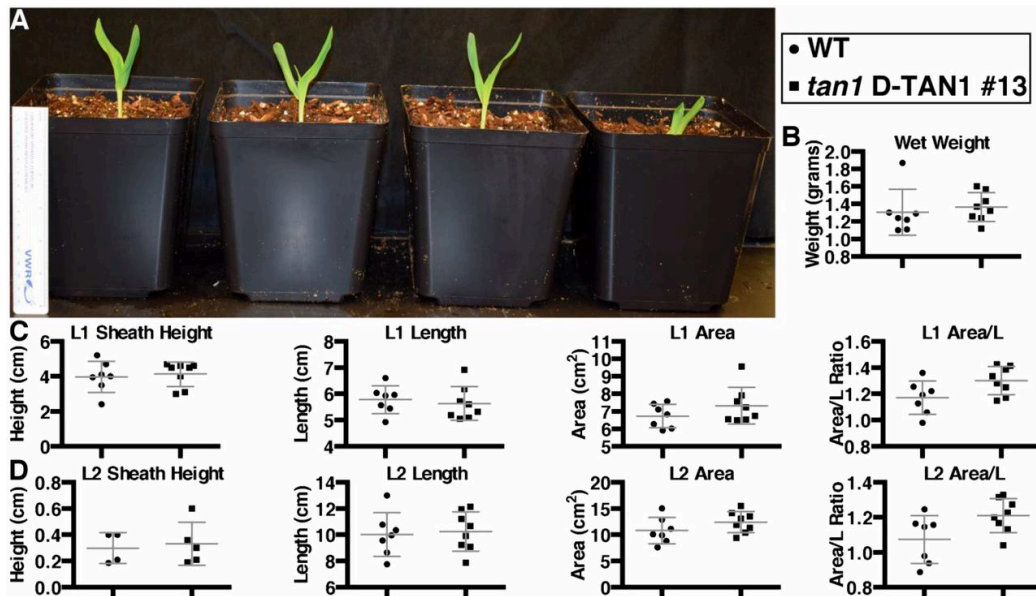 A
VWR
WT
tan1 D-TAN1 #13
B
Wet Weight
Weight (grams)
2.0
1.8
1.6
1.4
1.2
1.0
0.8
C
L1 Sheath Height
Height (cm)
6
4
2
0
L1 Length
Length (cm)
8
7
6
5
4
L1 Area
Area (cm²)
11
10
9
8
7
6
5
L1 Area/L
Area/L Ratio
1.6
1.4
1.2
1.0
0.8
D
L2 Sheath Height
Height (cm)
0.8
0.6
0.4
0.2
0.0
L2 Length
Length (cm)
14
12
10
8
6
L2 Area
Area (cm²)
20
15
10
5
0
L2 Area/L
Area/L Ratio
1.4
1.2
1.0
0.8